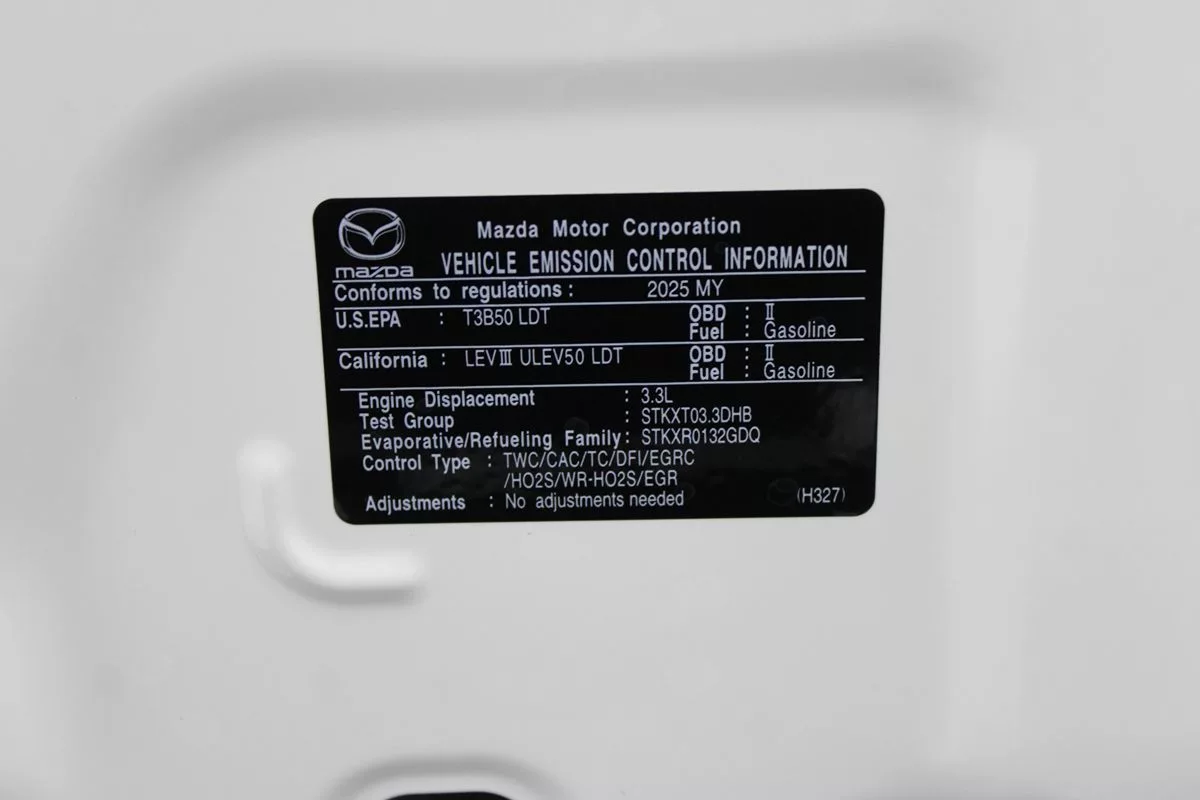 mazda
Mazda Motor Corporation
VEHICLE EMISSION CONTROL INFORMATION
Conforms to regulations : 2025 MY
U.S.EPA : T3B50 LDT OBD : Ⅱ
Fuel : Gasoline
California : LEVⅢ ULEV50 LDT OBD : Ⅱ
Fuel : Gasoline
Engine Displacement : 3.3L
Test Group : STKXT03.3DHB
Evaporative/Refueling Family : STKXR0132GDQ
Control Type : TWC/CAC/TC/DFI/EGRC
/HO2S/WR-HO2S/EGR
Adjustments : No adjustments needed (H327)